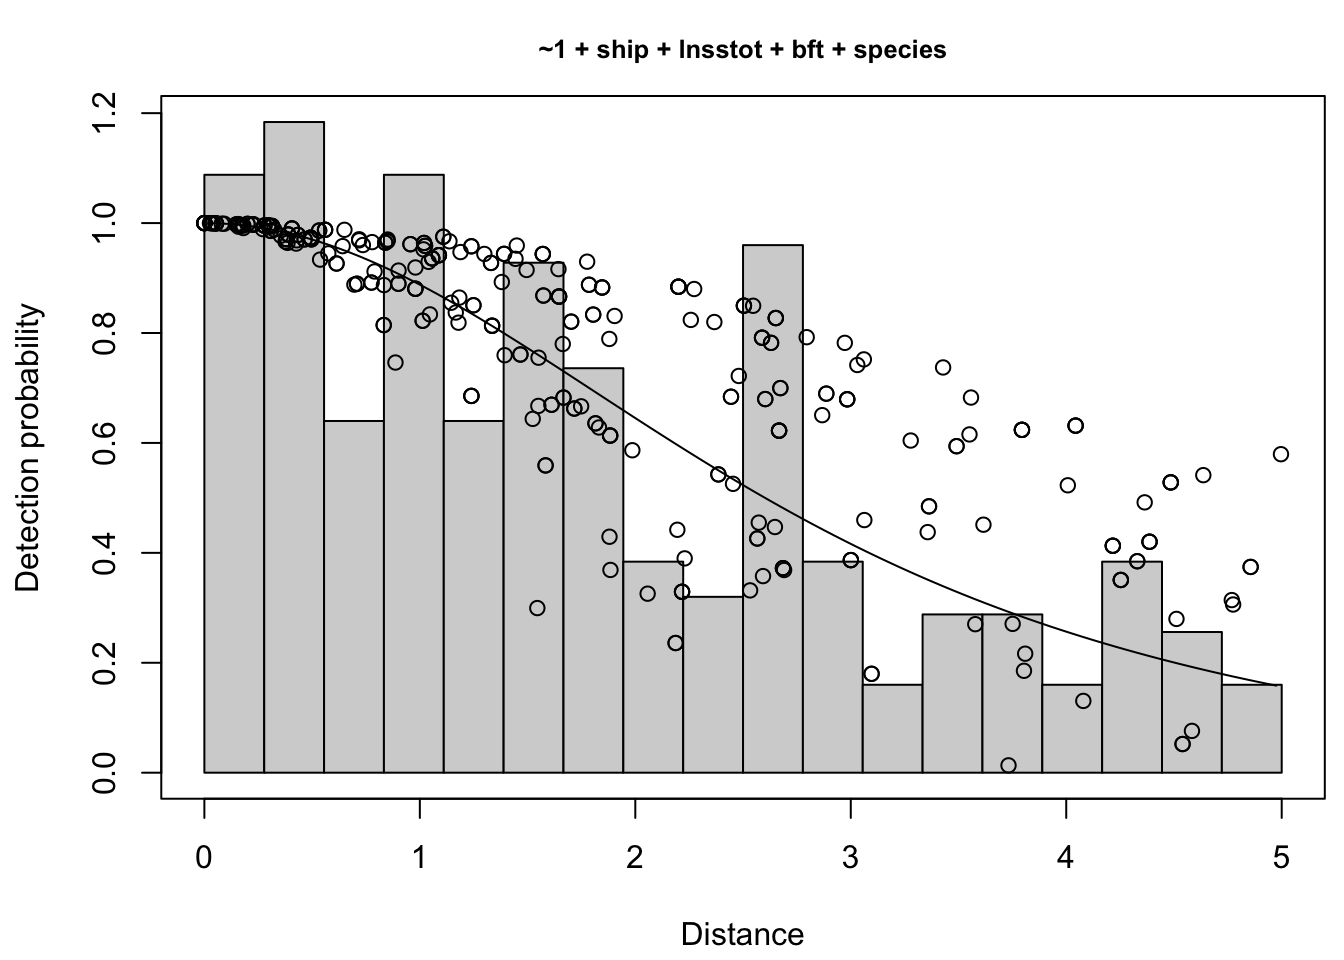 ~1 + ship + lnsstot + bft + species
Detection probability
1.2
1.0
0.8
0.6
0.4
0.2
0.0
0 1 2 3 4 5
Distance